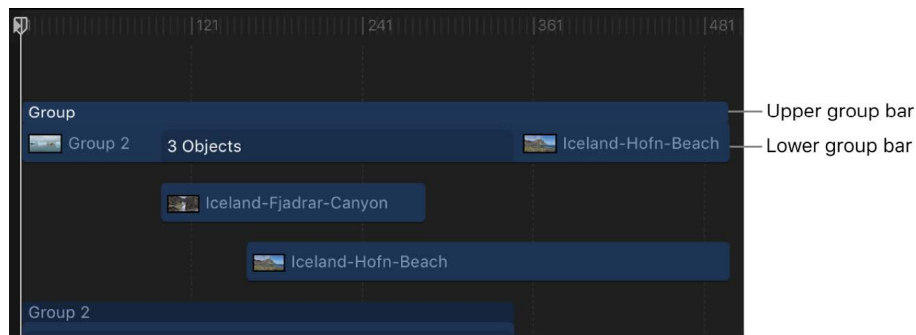 121 241 361 481
Group
Upper group bar
Group 2 3 Objects Iceland-Hofn-Beach
Lower group bar
Iceland-Fjadrar-Canyon
Iceland-Hofn-Beach
Group 2